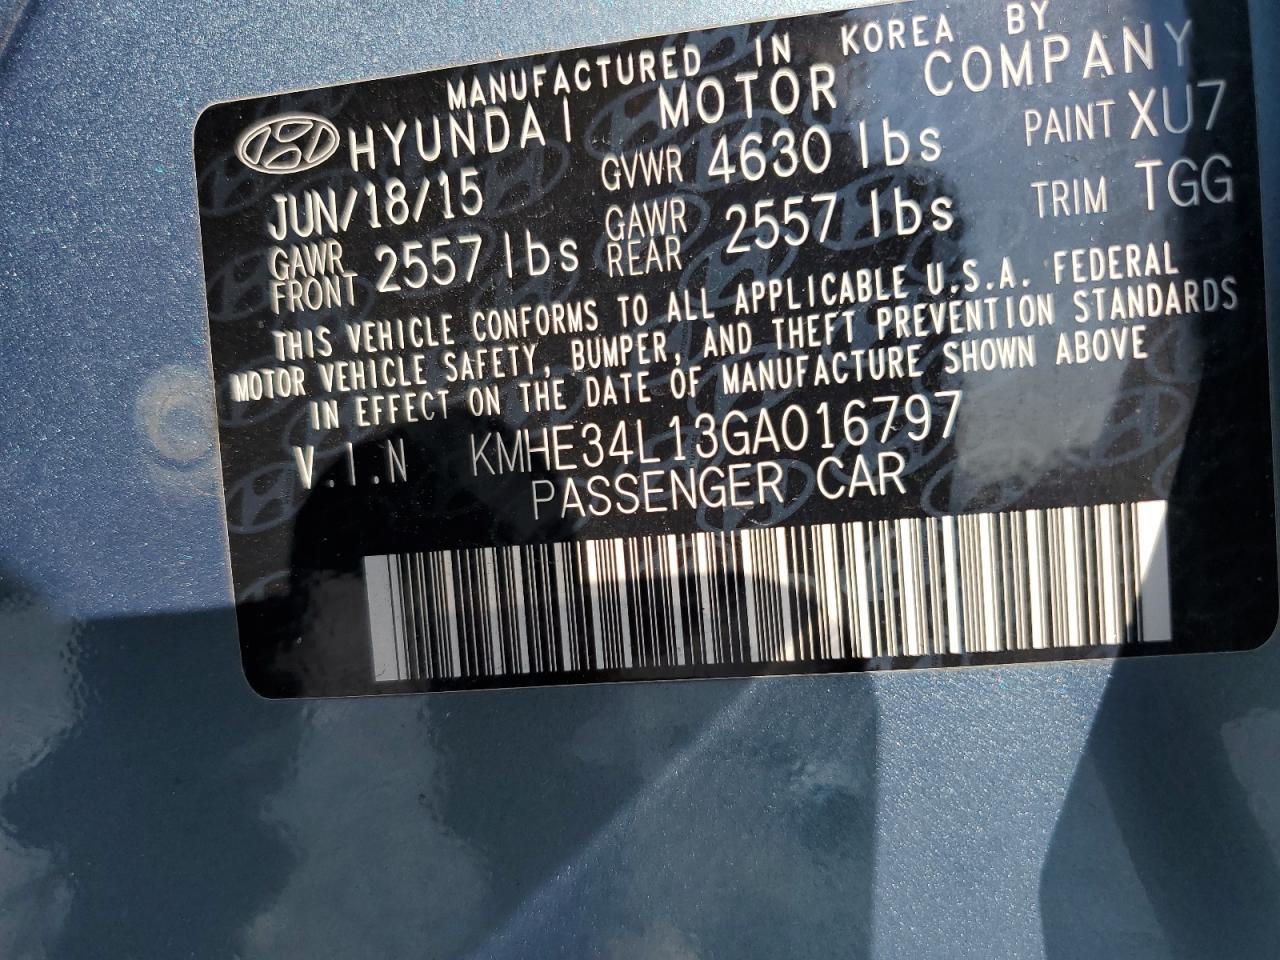 MANUFACTURED IN KOREA BY
HYUNDAI MOTOR COMPANY
JUN/18/15 GVWR 4630 lbs PAINT XU7
GAWR FRONT 2557 lbs GAWR REAR 2557 lbs TRIM TGG
THIS VEHICLE CONFORMS TO ALL APPLICABLE U.S.A. FEDERAL
MOTOR VEHICLE SAFETY, BUMPER, AND THEFT PREVENTION STANDARDS
IN EFFECT ON THE DATE OF MANUFACTURE SHOWN ABOVE
V.I.N KMHE34L13GA016797
PASSENGER CAR